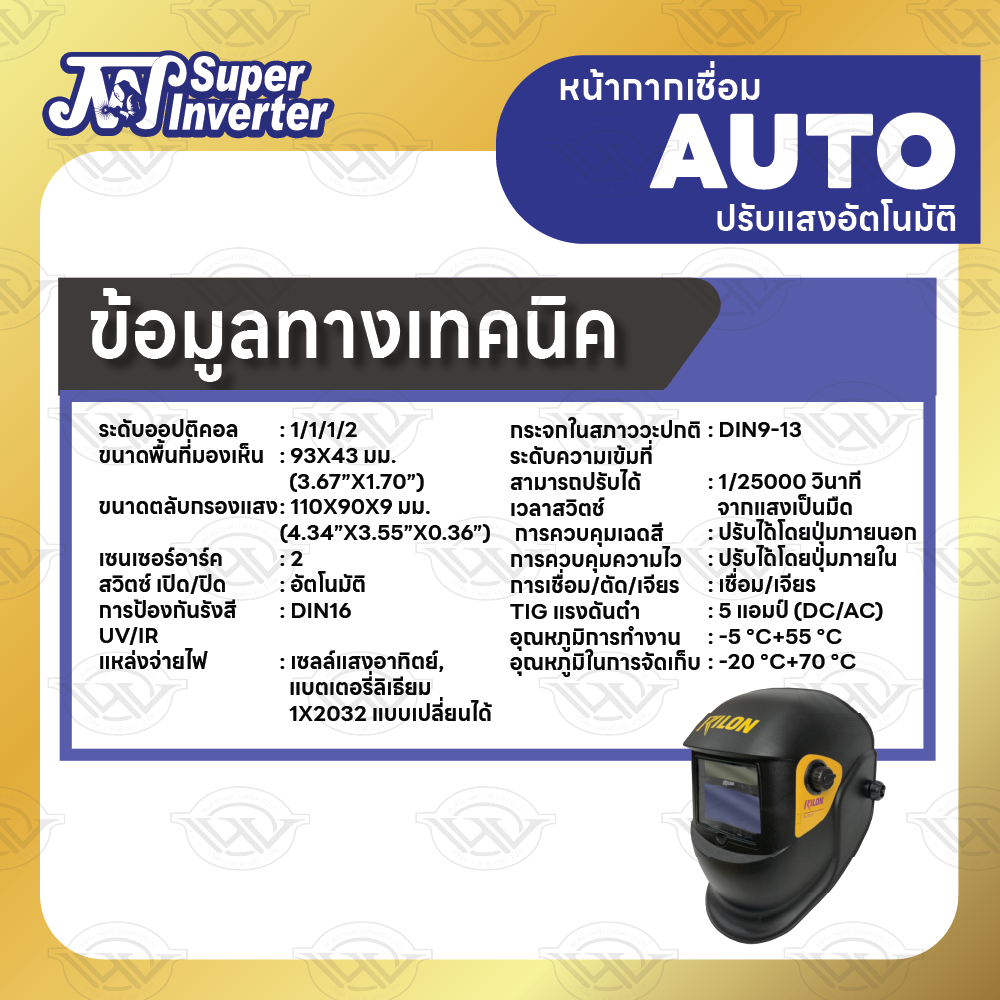 JW Super
Inverter
หน้ากากเชื่อม
AUTO
ปรับแสงอัตโนมัติ
ข้อมูลทางเทคนิค
ระดับออปติคอล : 1/1/1/2
ขนาดพื้นที่มองเห็น : 93X43 มม.
(3.67”X1.70”)
ขนาดตลับกรองแสง : 110X90X9 มม.
(4.34”X3.55”X0.36”)
เซนเซอร์อาร์ค : 2
สวิตซ์ เปิด/ปิด : อัตโนมัติ
การป้องกันรังสี : DIN16
UV/IR
แหล่งจ่ายไฟ : เซลล์แสงอาทิตย์,
แบตเตอรี่ลิเธียม
1X2032 แบบเปลี่ยนได้
กระจกในสภาววะปกติ : DIN9-13
ระดับความเข้มที่
สามารถปรับได้ : 1/25000 วินาที
เวลาสวิตช์ จากแสงเป็นมืด
การควบคุมเฉดสี : ปรับได้โดยปุ่มภายนอก
การควบคุมความไว : ปรับได้โดยปุ่มภายใน
การเชื่อม/ตัด/เจียร : เชื่อม/เจียร
TIG แรงดันต่ำ : 5 แอมป์ (DC/AC)
อุณหภูมิการทำงาน : -5 °C+55 °C
อุณหภูมิในการจัดเก็บ : -20 °C+70 °C
RILON
RILON